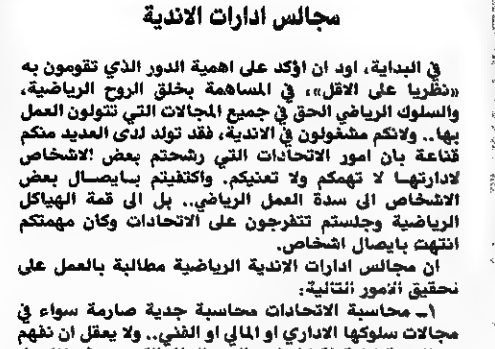 مجالس ادارات الاندية
في البداية، اود ان اؤكد على اهمية الدور الذي تقومون به
«نظريا على الاقل»، في المساهمة بخلق الروح الرياضية،
والسلوك الرياضي الحق في جميع المجالات التي تتولون العمل
بها.. ولانكم مشغولون في الاندية، فقد تولد لدى العديد منكم
قناعة بان امور الاتحادات التي رشحتم بعض الاشخاص
لادارتها لا تهمكم ولا تعنيكم. واكتفيتم بايصال بعض
الاشخاص الى سدة العمل الرياضي.. بل الى قمة الهياكل
الرياضية وجلستم تتفرجون على الاتحادات وكان مهمتكم
انتهت بايصال اشخاص.
ان مجالس ادارات الاندية الرياضية مطالبة بالعمل على
تحقيق الامور التالية:
١ـ محاسبة الاتحادات محاسبة جدية صارمة سواء في
مجالات سلوكها الاداري او المالي او الفني.. ولا يعقل ان نفهم